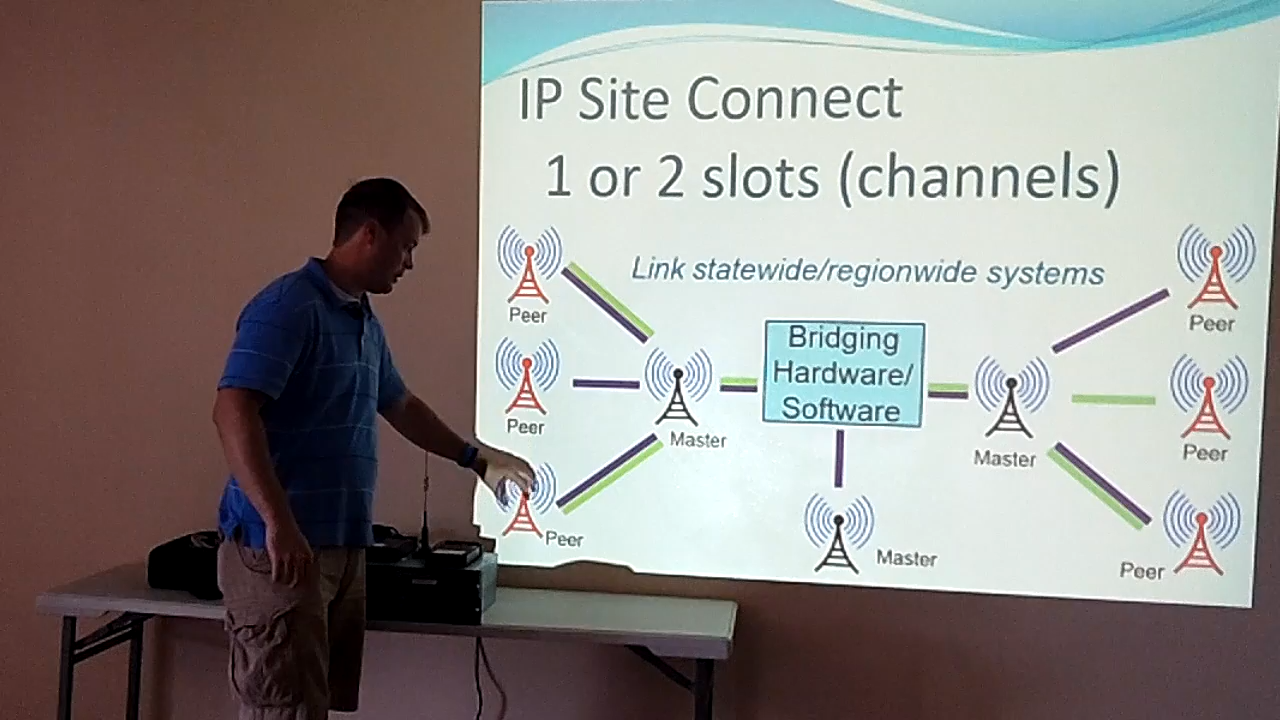 IP Site Connect
1 or 2 slots (channels)
Link statewide/regionwide systems
Peer
Peer
Peer
Master
Bridging
Hardware/
Software
Master
Master
Peer
Peer
Peer